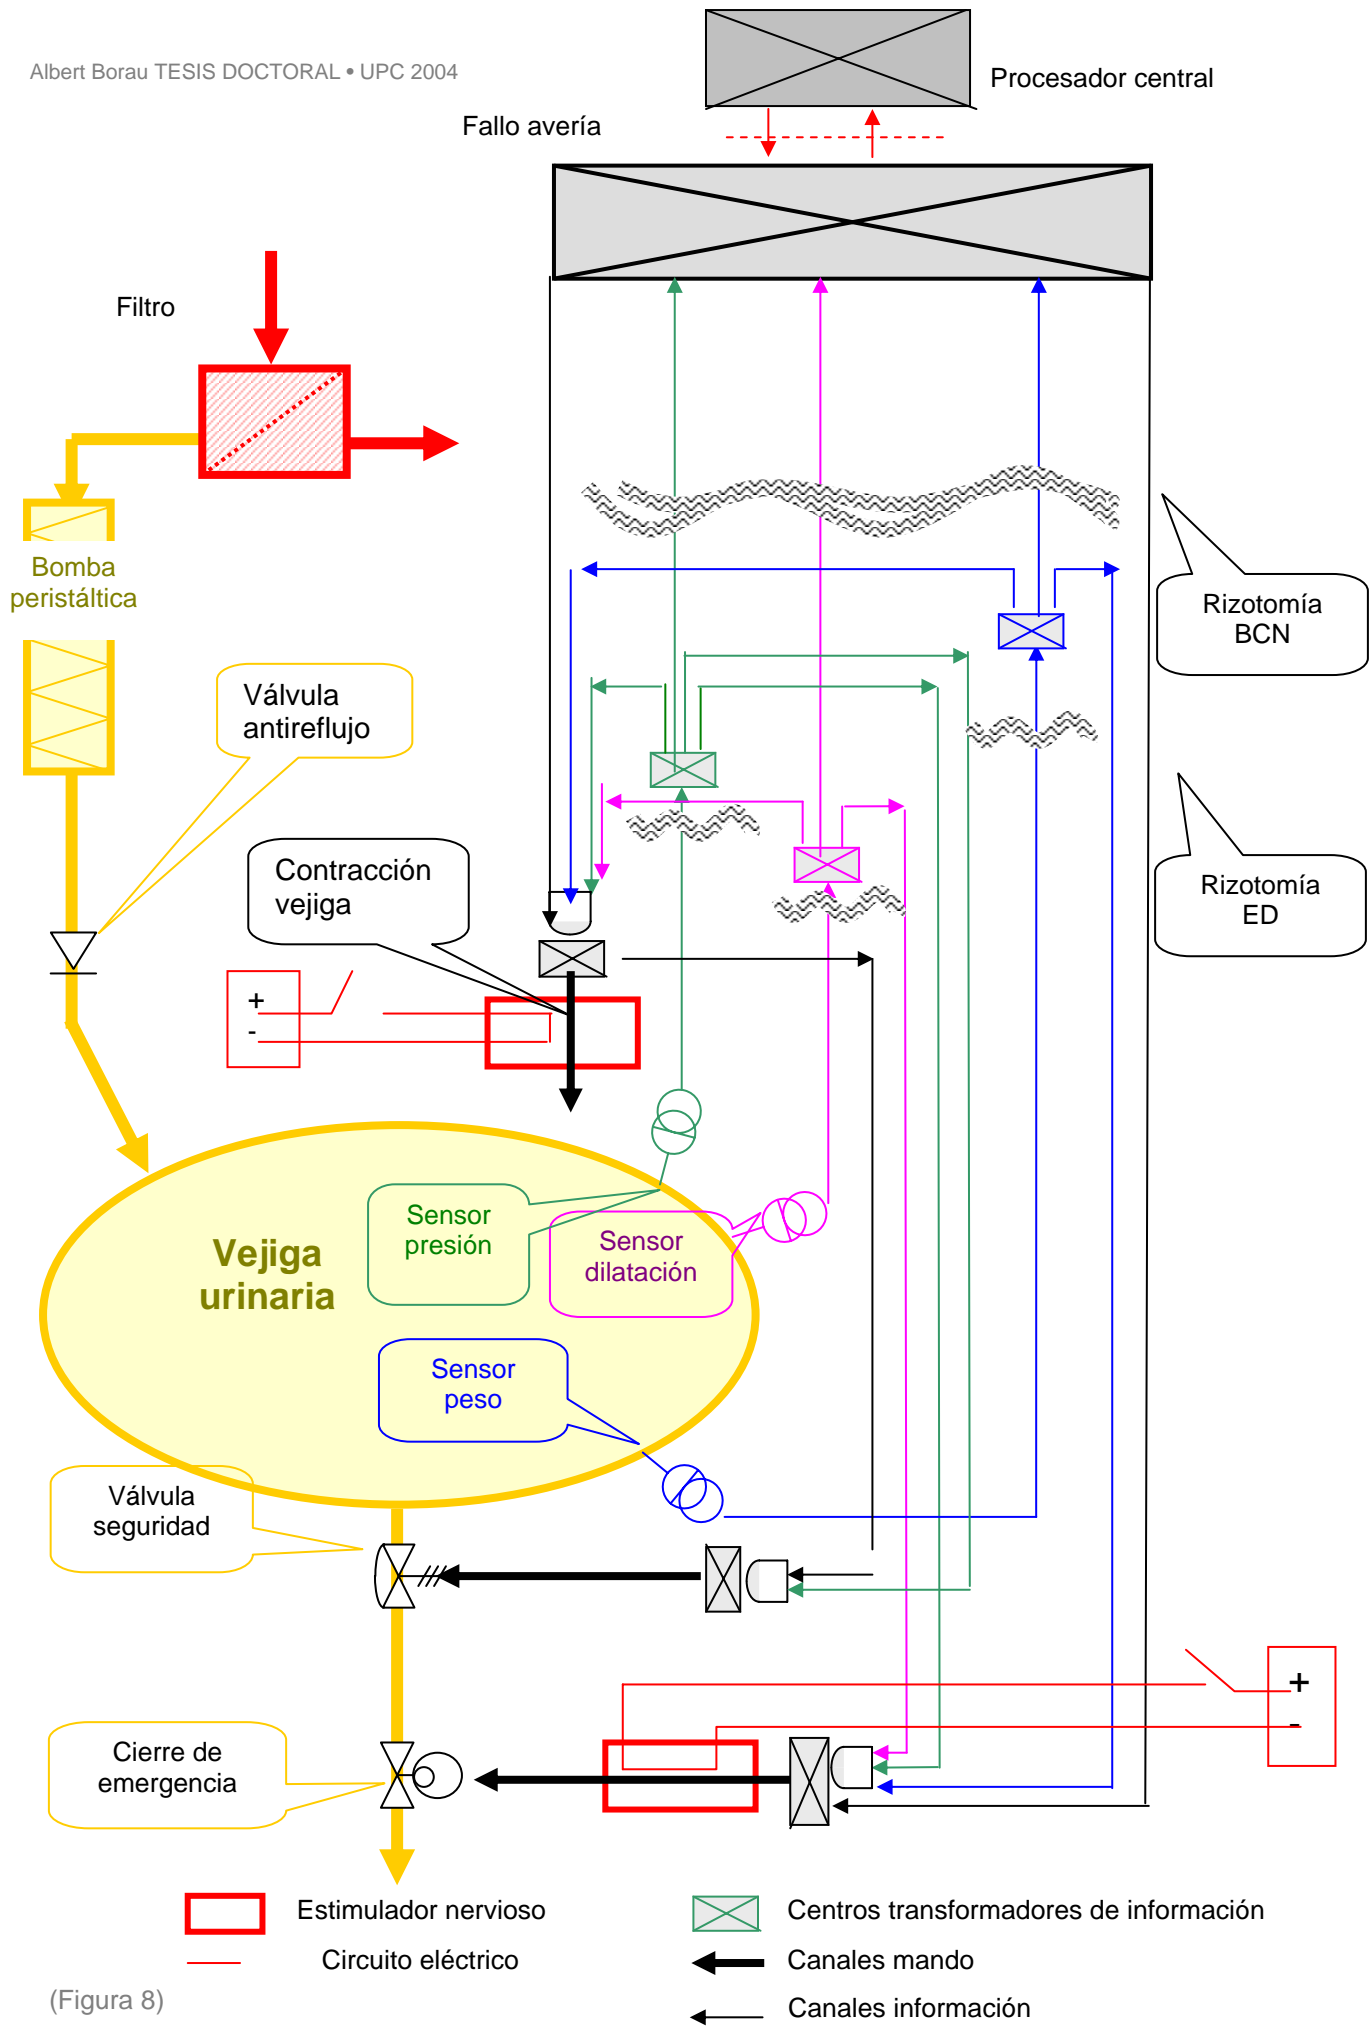 Albert Borau TESIS DOCTORAL • UPC 2004
Procesador central
Fallo avería
Filtro
Bomba
peristáltica
Rizotomía
BCN
Válvula
antireflujo
Contracción
vejiga
Rizotomía
ED
+
-
Sensor
presión
Sensor
dilatación
Vejiga
urinaria
Sensor
peso
Válvula
seguridad
+
-
Cierre de
emergencia
Estimulador nervioso
Centros transformadores de información
Circuito eléctrico
Canales mando
(Figura 8)
Canales información